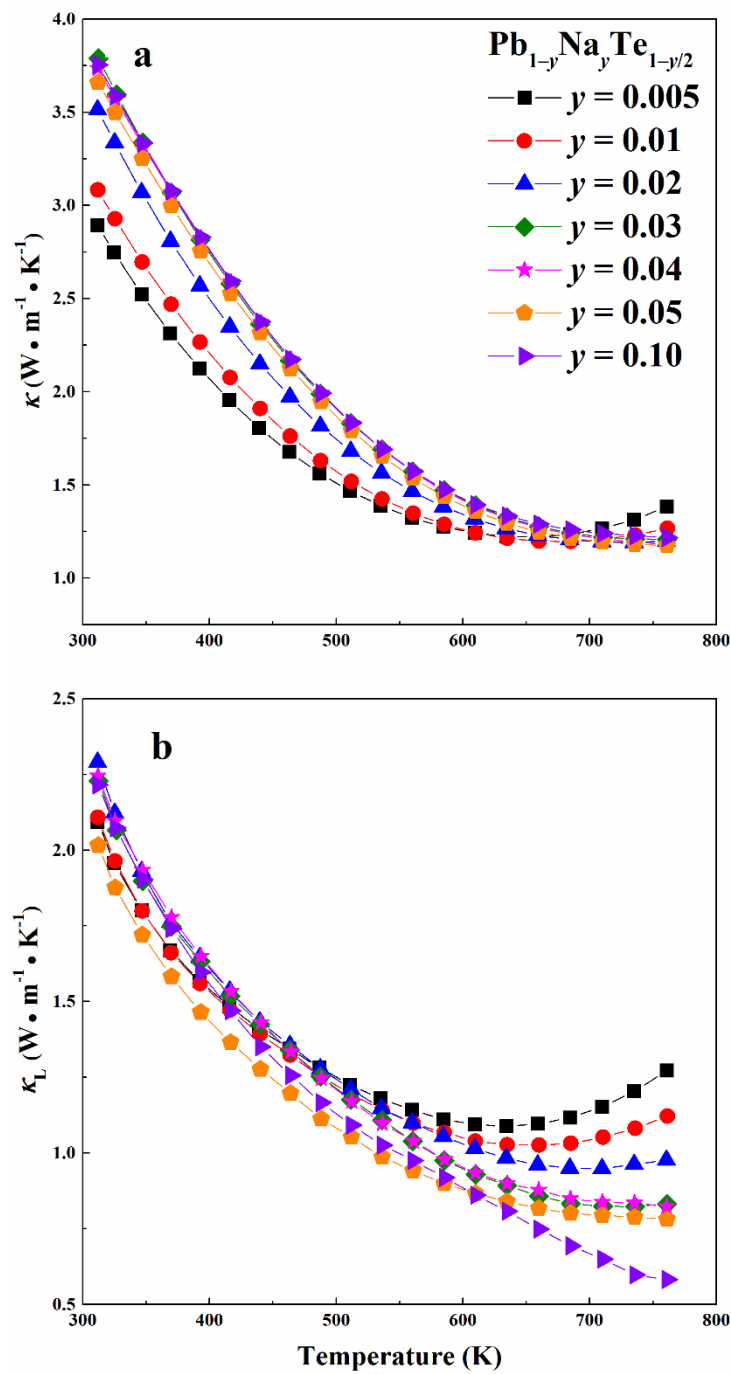 a
Pb1−yNayTe1−y/2
y = 0.005
y = 0.01
y = 0.02
y = 0.03
y = 0.04
y = 0.05
y = 0.10
4.0
3.5
3.0
2.5
2.0
1.5
1.0
κ (W•m-1•K-1)
300 400 500 600 700 800
b
2.5
2.0
1.5
1.0
0.5
κL (W•m-1•K-1)
300 400 500 600 700 800
Temperature (K)